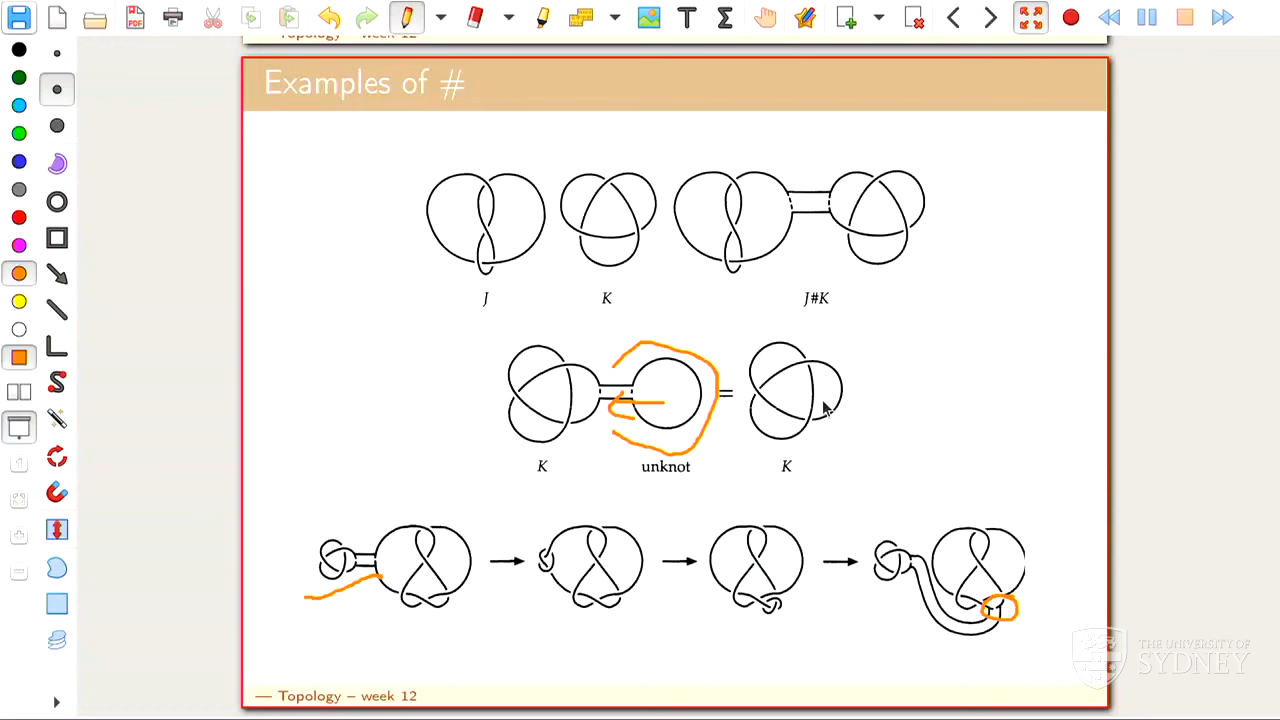 Topology – week 12
Examples of #
J
K
J#K
=
K
unknot
K
— Topology – week 12
THE UNIVERSITY OF
SYDNEY